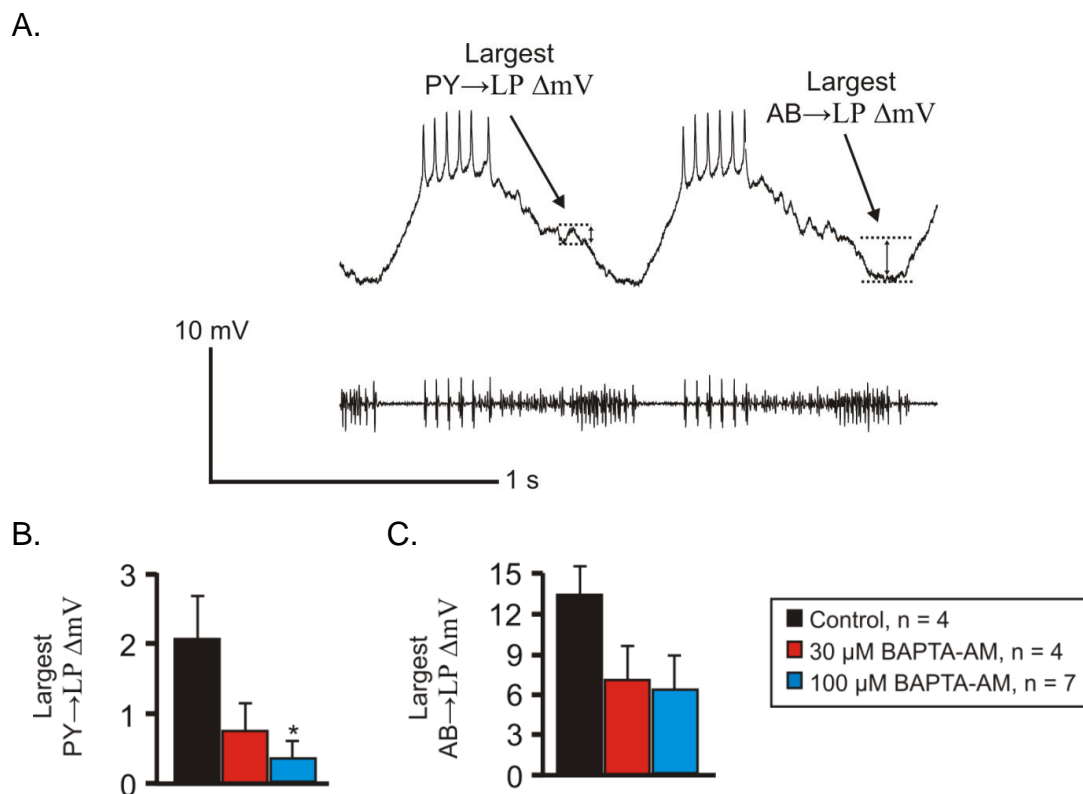 A.
Largest
PY→LP ΔmV
Largest
AB→LP ΔmV
10 mV
1 s
B.
Largest
PY→LP ΔmV
3
2
1
0
*
C.
Largest
AB→LP ΔmV
15
12
9
6
3
0
Control, n = 4
30 µM BAPTA-AM, n = 4
100 µM BAPTA-AM, n = 7